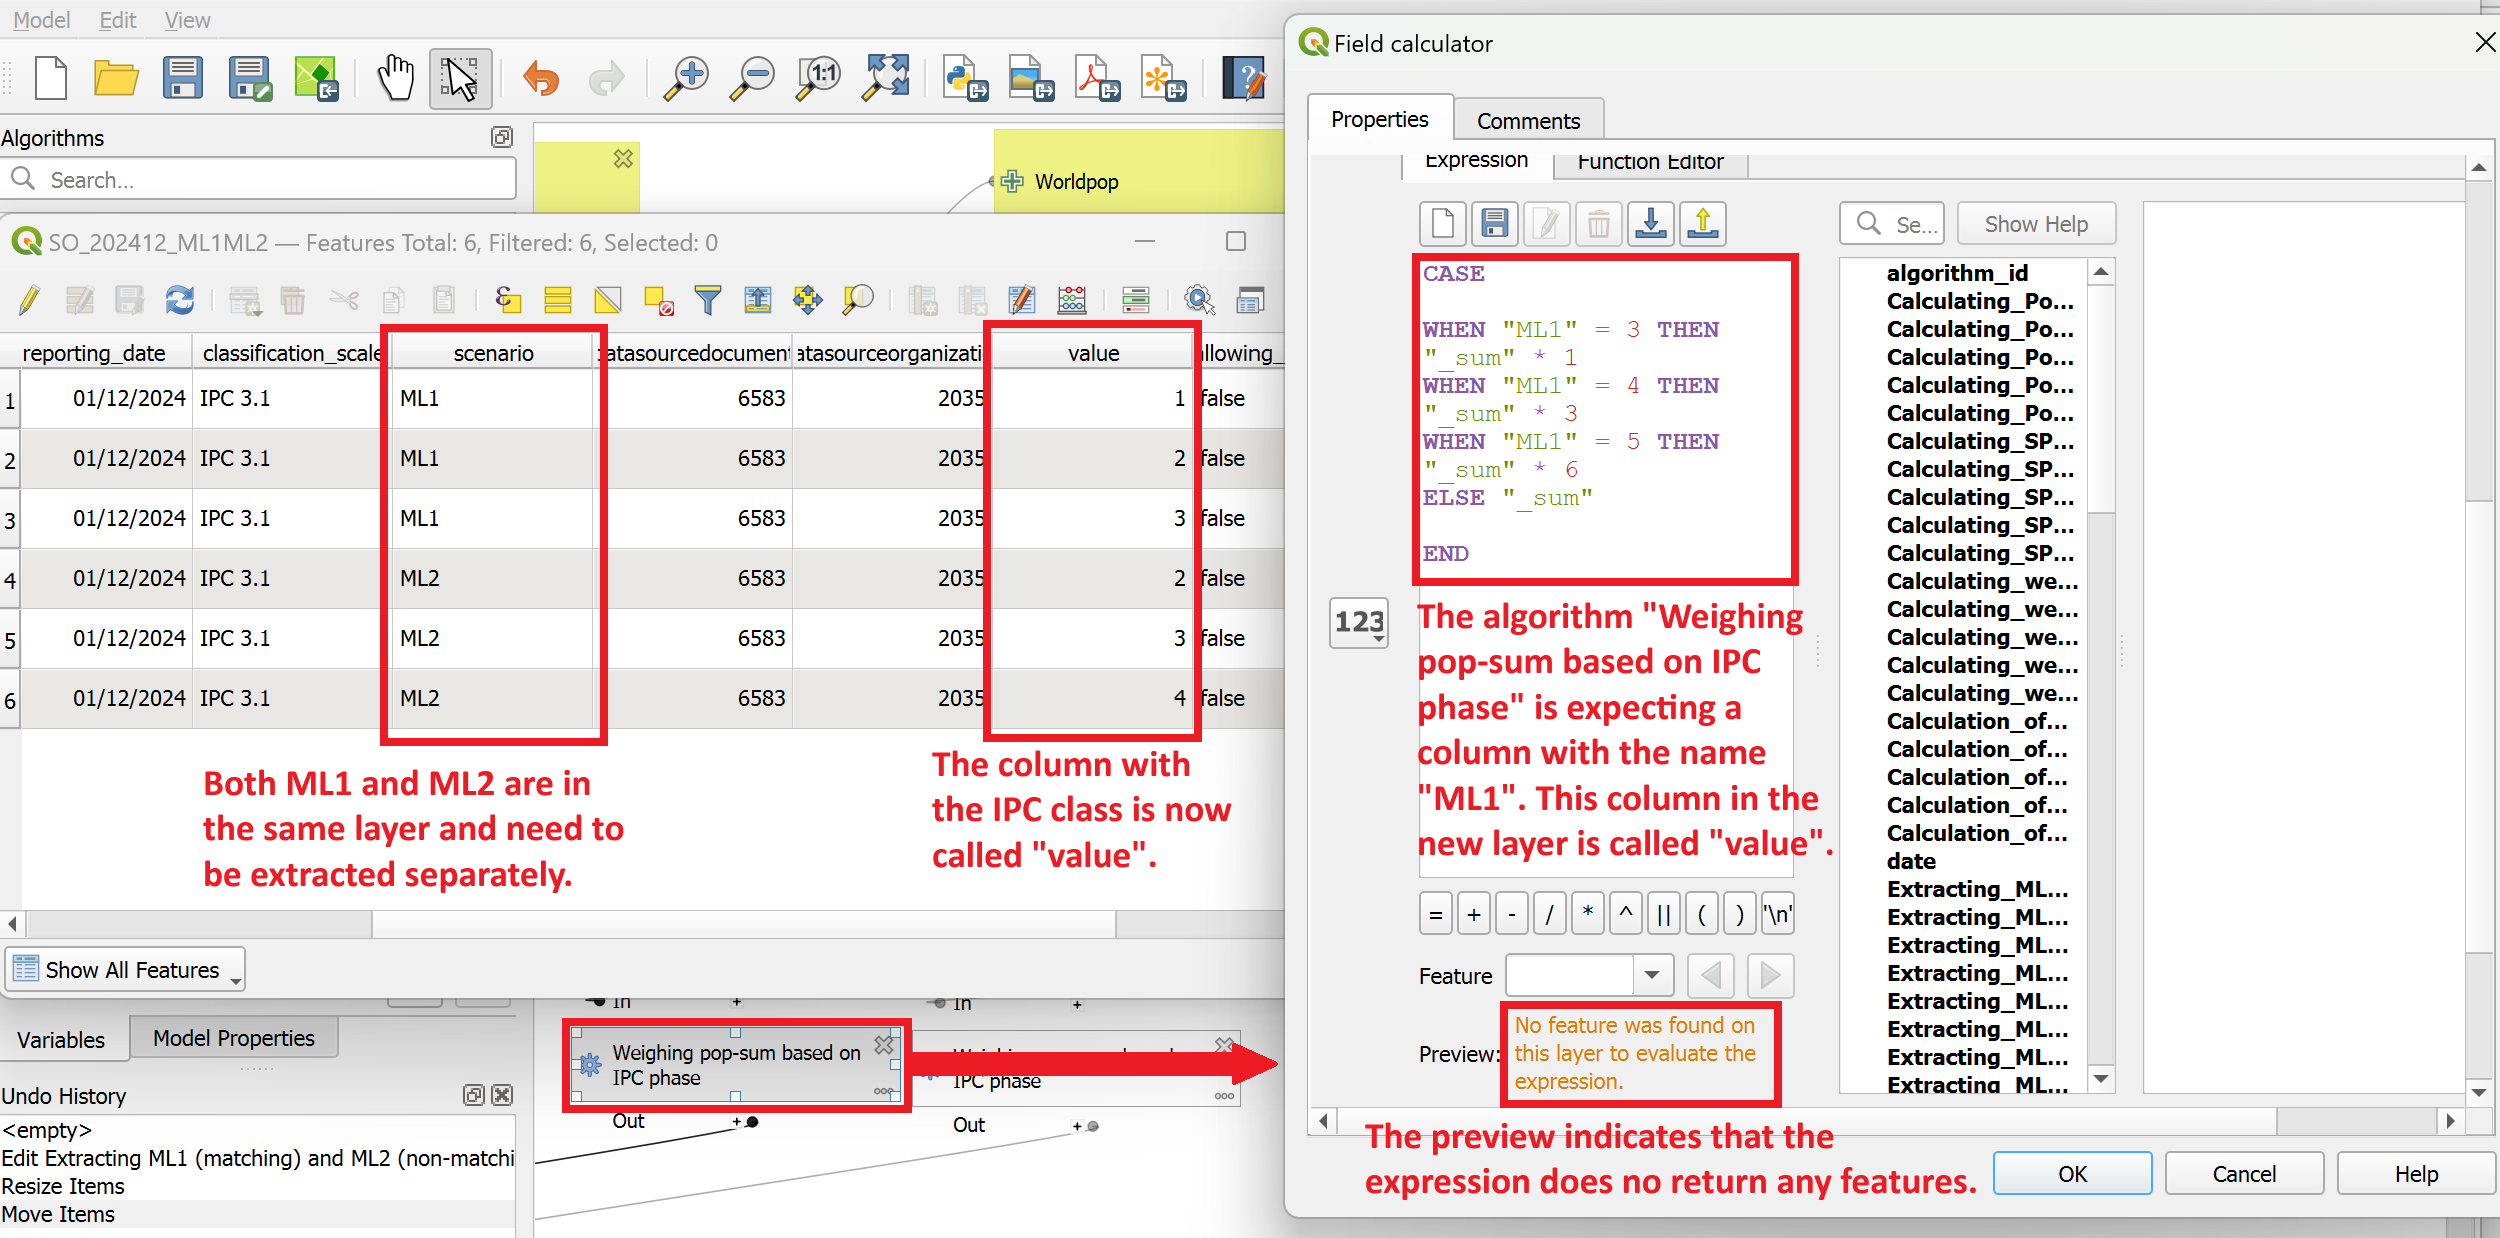 Model Edit View
Algorithms
Search...
Worldpop
SO_202412_ML1ML2 — Features Total: 6, Filtered: 6, Selected: 0
reporting_date classification_scale scenario atasourcedocument atasourceorganizati value llowing_
1 01/12/2024 IPC 3.1 ML1 6583 2035 1 false
2 01/12/2024 IPC 3.1 ML1 6583 2035 2 false
3 01/12/2024 IPC 3.1 ML1 6583 2035 3 false
4 01/12/2024 IPC 3.1 ML2 6583 2035 2 false
5 01/12/2024 IPC 3.1 ML2 6583 2035 3 false
6 01/12/2024 IPC 3.1 ML2 6583 2035 4 false
Both ML1 and ML2 are in
the same layer and need to
be extracted separately.
The column with
the IPC class is now
called "value".
Show All Features
In +
In +
Variables Model Properties
Weighing pop-sum based on
IPC phase
IPC phase
Out +
Out +
Undo History
<empty>
Edit Extracting ML1 (matching) and ML2 (non-matchi
Resize Items
Move Items
Field calculator
Properties Comments
Expression Function Editor
Se... Show Help
CASE
WHEN "ML1" = 3 THEN
"_sum" * 1
WHEN "ML1" = 4 THEN
"_sum" * 3
WHEN "ML1" = 5 THEN
"_sum" * 6
ELSE "_sum"
END
123
The algorithm "Weighing
pop-sum based on IPC
phase" is expecting a
column with the name
"ML1". This column in the
new layer is called "value".
= + - / * ^ || ( ) '\n'
Feature
Preview:
No feature was found on
this layer to evaluate the
expression.
The preview indicates that the
expression does no return any features.
algorithm_id
Calculating_Po...
Calculating_Po...
Calculating_Po...
Calculating_Po...
Calculating_Po...
Calculating_SP...
Calculating_SP...
Calculating_SP...
Calculating_SP...
Calculating_SP...
Calculating_we...
Calculating_we...
Calculating_we...
Calculating_we...
Calculating_we...
Calculation_of...
Calculation_of...
Calculation_of...
Calculation_of...
Calculation_of...
date
Extracting_ML...
Extracting_ML...
Extracting_ML...
Extracting_ML...
Extracting_ML...
Extracting_ML...
Extracting_ML...
Extracting_ML...
OK Cancel Help